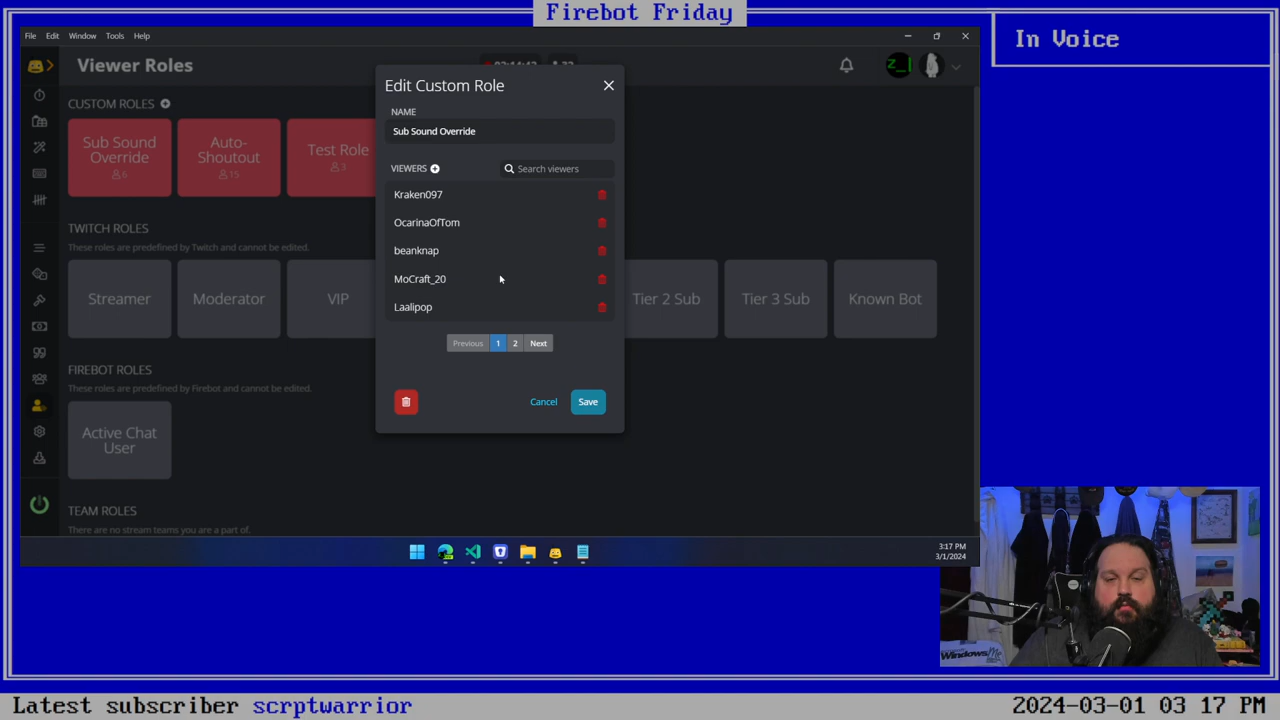 Firebot Friday
In Voice
File Edit Window Tools Help
Viewer Roles
CUSTOM ROLES
Sub Sound
Override
6
Auto-
Shoutout
15
Test Role
3
TWITCH ROLES
These roles are predefined by Twitch and cannot be edited.
Streamer
Moderator
VIP
Tier 2 Sub
Tier 3 Sub
Known Bot
FIREBOT ROLES
These roles are predefined by Firebot and cannot be edited.
Active Chat
User
TEAM ROLES
There are no stream teams you are a part of.
Edit Custom Role
NAME
Sub Sound Override
VIEWERS
Search viewers
Kraken097
OcarinaOfTom
beanknap
MoCraft_20
Laalipop
Previous 1 2 Next
Cancel
Save
z_l
3:17 PM
3/1/2024
WindowsMe
Latest subscriber scrptwarrior
2024-03-01 03 17 PM